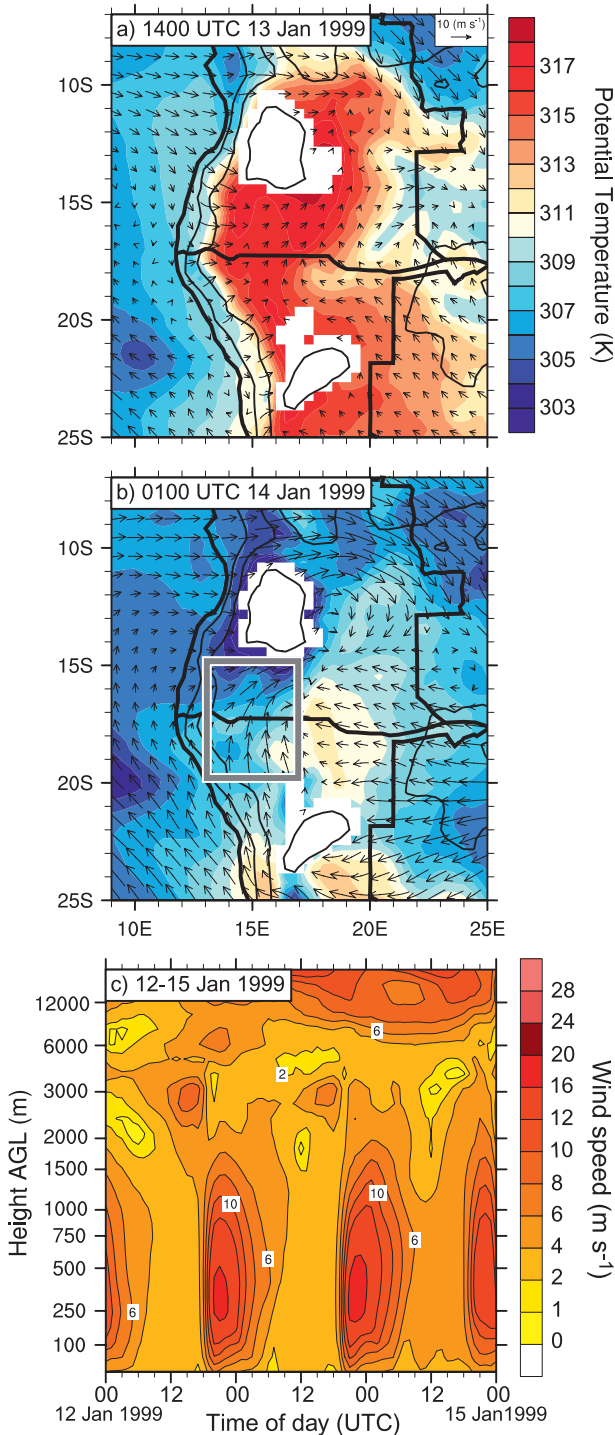 a) 1400 UTC 13 Jan 1999
10 (m s⁻¹)
10S
15S
20S
25S
317
315
313
311
309
307
305
303
Potential Temperature (K)
b) 0100 UTC 14 Jan 1999
10S
15S
20S
25S
10E 15E 20E 25E
c) 12-15 Jan 1999
12000
6000
3000
2000
1500
1000
750
500
250
100
Height AGL (m)
6
2
10
10
6
6
6
28
24
20
16
12
10
8
6
4
2
1
0
Wind speed (m s⁻¹)
00 12 00 12 00 12 00
12 Jan 1999 Time of day (UTC) 15 Jan1999